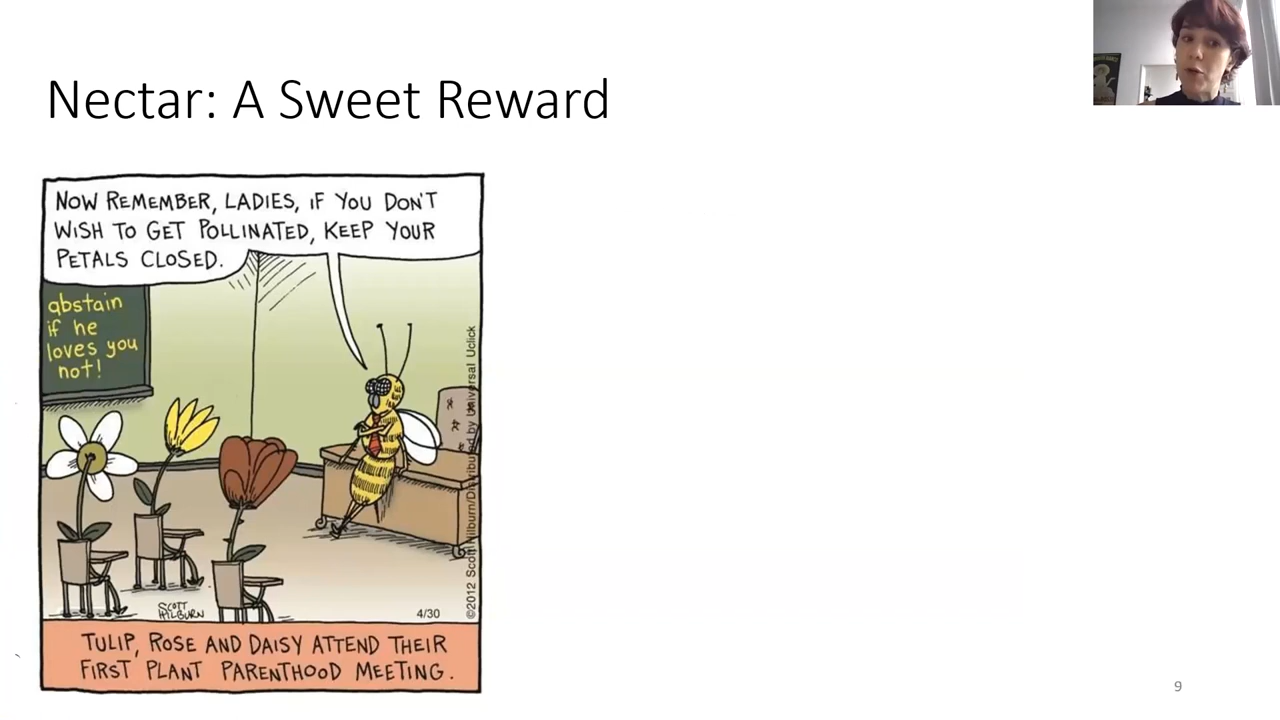 Nectar: A Sweet Reward
NOW REMEMBER, LADIES, IF YOU DON'T
WISH TO GET POLLINATED, KEEP YOUR
PETALS CLOSED.
abstain
if he
loves you
not!
©2012 Scott Hilburn/Distributed by Universal Uclick
SCOTT
HILBURN
4/30
TULIP, ROSE AND DAISY ATTEND THEIR
FIRST PLANT PARENTHOOD MEETING.
9